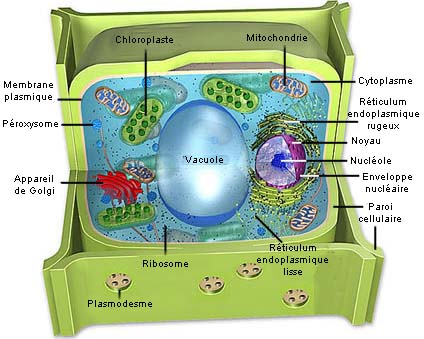 Chloroplaste
Mitochondrie
Membrane
plasmique
Cytoplasme
Réticulum
endoplasmique
rugeux
Péroxysome
Noyau
Vacuole
Nucléole
Appareil
de Golgi
Enveloppe
nucléaire
Paroi
cellulaire
Ribosome
Réticulum
endoplasmique
lisse
Plasmodesme